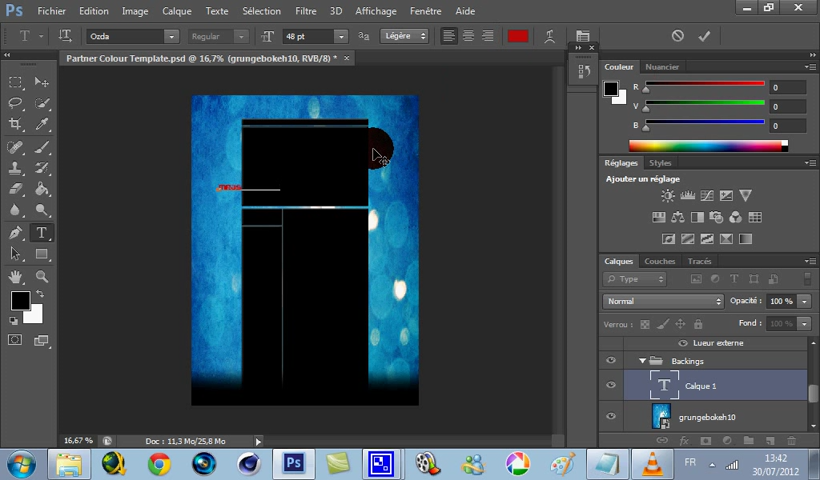 Ps Fichier Edition Image Calque Texte Sélection Filtre 3D Affichage Fenêtre Aide
T Ozda Regular T 48 pt aa Légère
Partner Colour Template.psd @ 16,7% (grungebokeh10, RVB/8) * ×
Couleur Nuancier
R 0
V 0
B 0
Réglages Styles
Ajouter un réglage
Calques Couches Tracés
Type
Normal Opacité : 100 %
Verrou : Fond : 100 %
Lueur externe
Backings
T Calque 1
grungebokeh10
16,67 % Doc : 11,3 Mo/25,8 Mo
Ps FR 13:42
30/07/2012